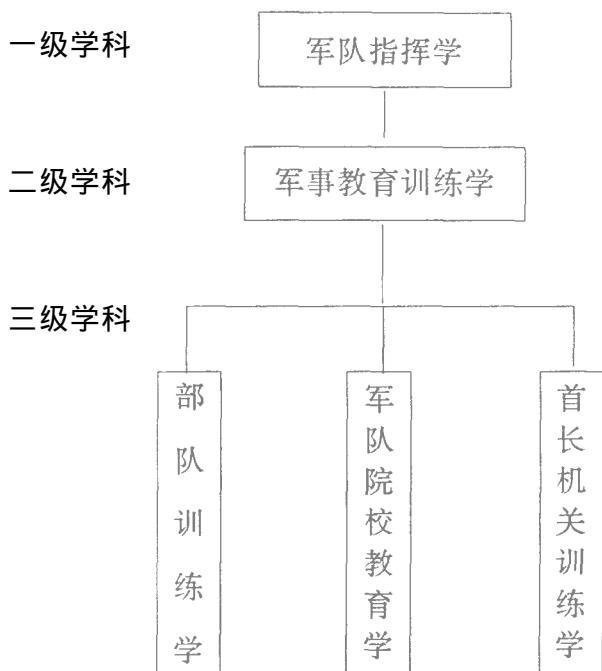 一级学科
军队指挥学
二级学科
军事教育训练学
三级学科
部队训练学
军队院校教育学
首长机关训练学